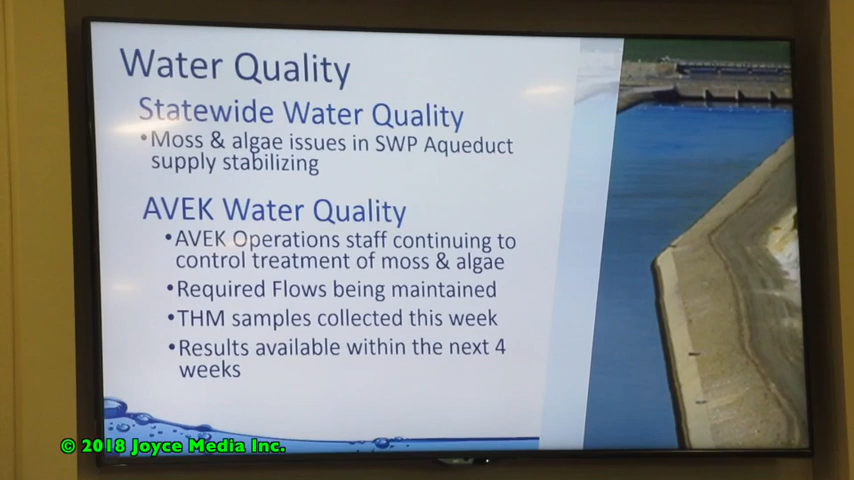 Water Quality
Statewide Water Quality
•Moss & algae issues in SWP Aqueduct
supply stabilizing
AVEK Water Quality
•AVEK Operations staff continuing to
control treatment of moss & algae
•Required Flows being maintained
•THM samples collected this week
•Results available within the next 4
weeks
© 2018 Joyce Media Inc.